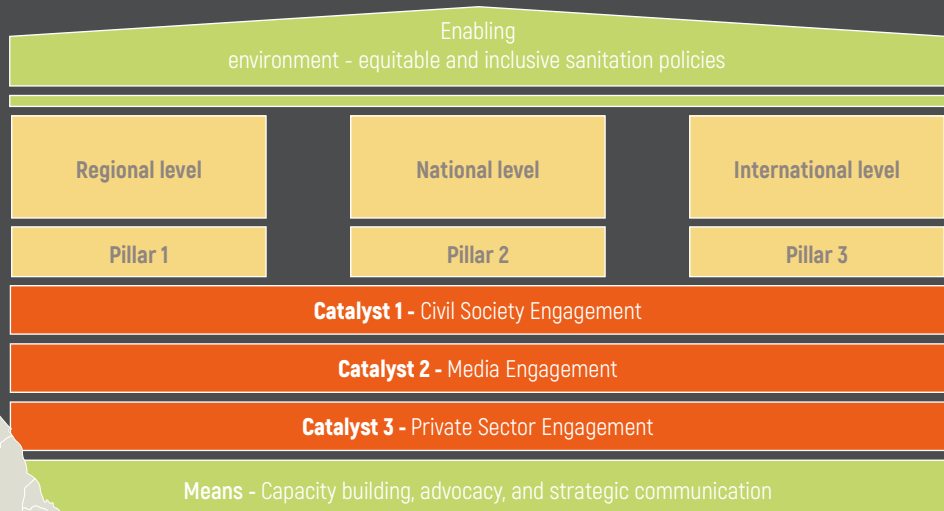 Enabling
environment - equitable and inclusive sanitation policies
Regional level
National level
International level
Pillar 1
Pillar 2
Pillar 3
Catalyst 1 - Civil Society Engagement
Catalyst 2 - Media Engagement
Catalyst 3 - Private Sector Engagement
Means - Capacity building, advocacy, and strategic communication